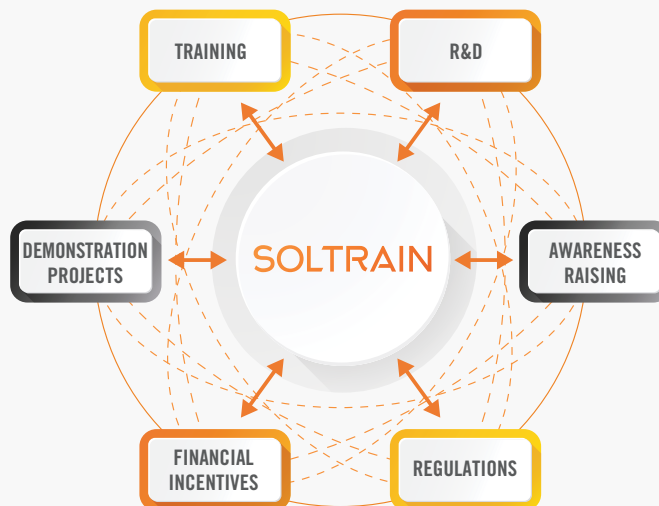 TRAINING
R&D
DEMONSTRATION
PROJECTS
SOLTRAIN
AWARENESS
RAISING
FINANCIAL
INCENTIVES
REGULATIONS